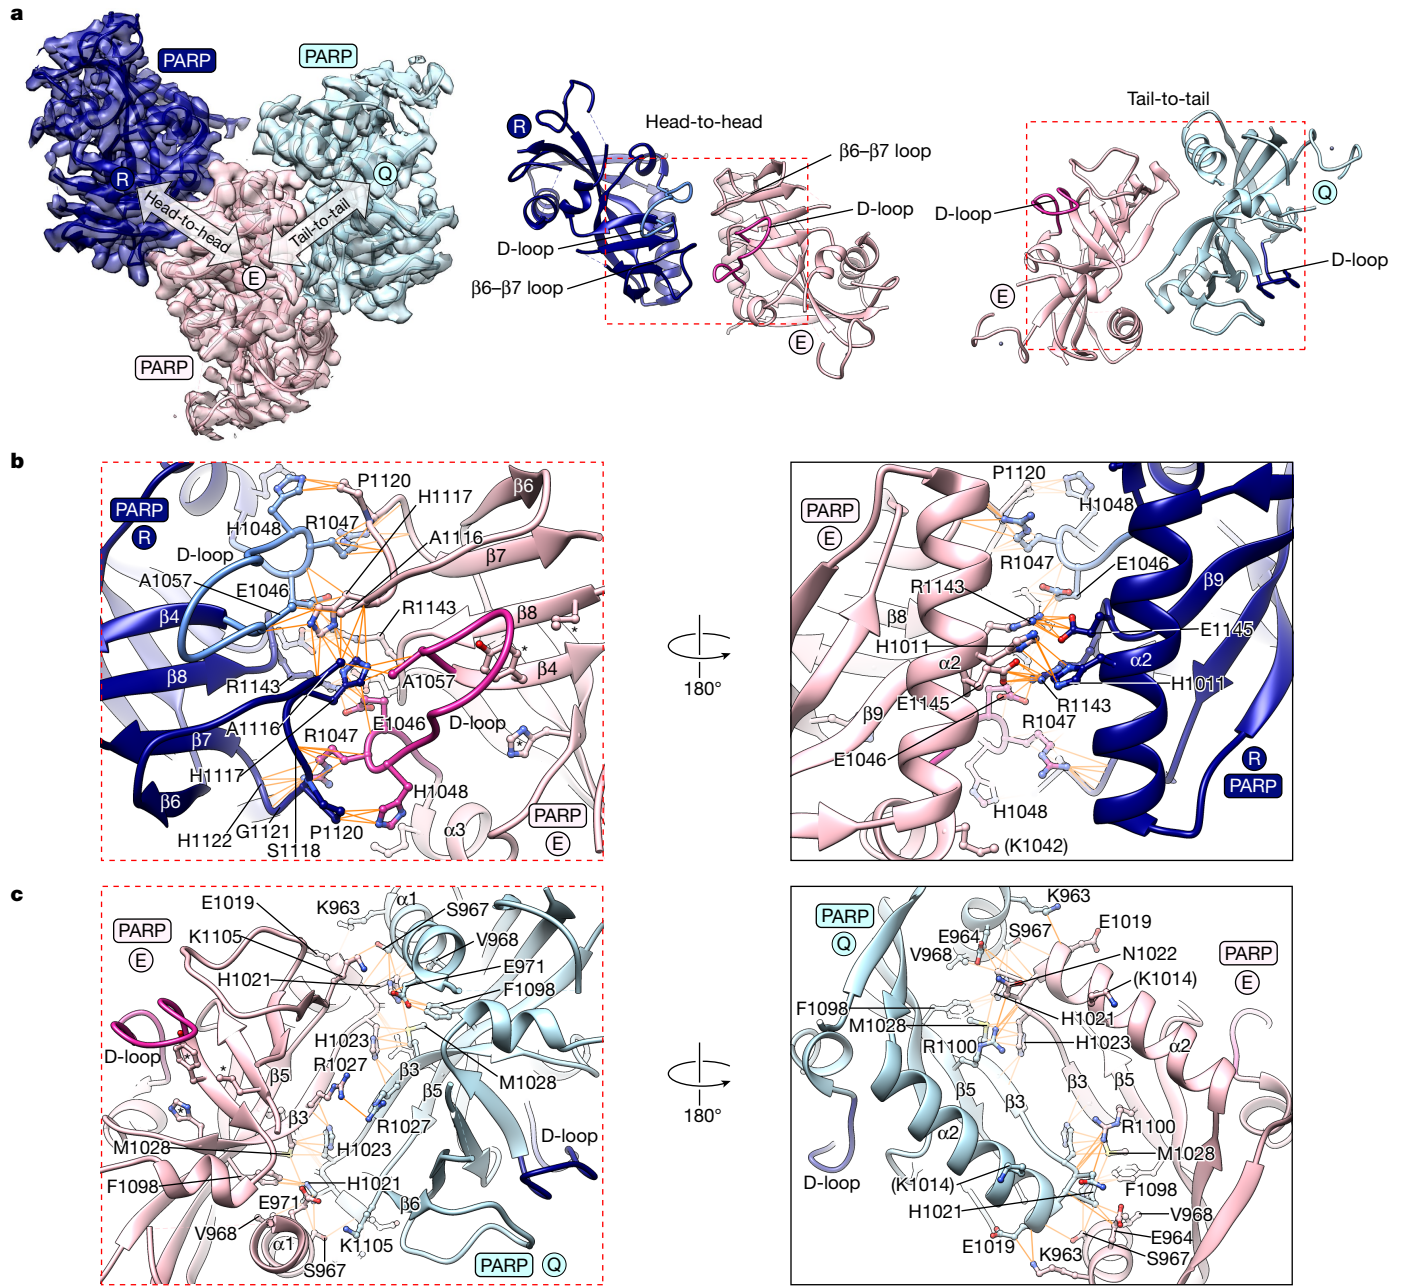 a
PARP
PARP
R
Q
Head-to-head
Tail-to-tail
E
PARP
R
Head-to-head
β6–β7 loop
D-loop
D-loop
β6–β7 loop
E
Tail-to-tail
D-loop
Q
D-loop
E
b
PARP
R
P1120
H1117
β6
H1048
R1047
A1116
D-loop
β7
A1057
E1046
R1143
β8
β4
*
*
β4
β8
R1143
A1057
A1116
E1046
D-loop
β7
R1047
*
H1117
H1048
β6
PARP
E
H1122
G1121
P1120
α3
S1118
180°
P1120
PARP
E
H1048
R1047
E1046
β9
R1143
β8
E1145
H1011
α2
α2
H1011
E1145
R1143
β9
R1047
E1046
R
PARP
H1048
(K1042)
c
E1019
K963
α1
S967
PARP
E
K1105
V968
H1021
E971
F1098
D-loop
H1023
*
*
R1027
β3
β5
β5
M1028
*
β3
R1027
M1028
H1023
D-loop
F1098
E971
H1021
β6
V968
α1
K1105
S967
PARP
Q
180°
K963
PARP
Q
E964
S967
E1019
V968
N1022
PARP
E
(K1014)
F1098
M1028
H1021
R1100
H1023
α2
β5
β3
β5
β3
α2
R1100
M1028
D-loop
(K1014)
F1098
H1021
V968
E964
E1019
K963
S967